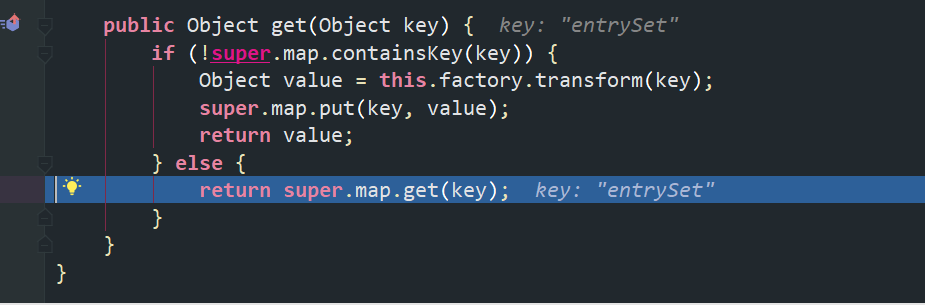 public Object get(Object key) {  key: "entrySet"
if (!super.map.containsKey(key)) {
Object value = this.factory.transform(key);
super.map.put(key, value);
return value;
} else {
return super.map.get(key);  key: "entrySet"
}
}
}